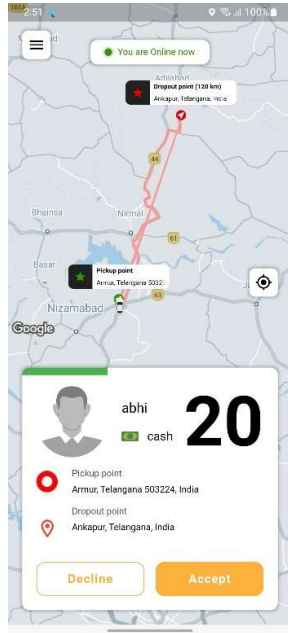 2:51
100%
You are Online now
Adilabad
Dropout point (120 km)
Ankapur, Telangana, India
44
Bhainsa
Nirmal
61
Basar
Pickup point
Armur, Telangana 5032
63
Nizamabad
Google
abhi
cash
20
Pickup point
Armur, Telangana 503224, India
Dropout point
Ankapur, Telangana, India
Decline
Accept